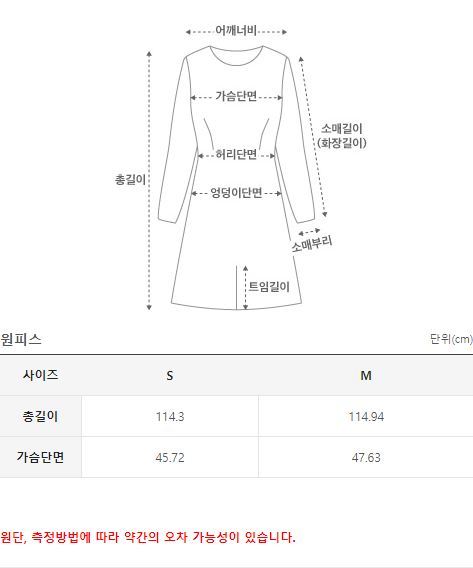 어깨너비
가슴단면
소매길이
(화장길이)
허리단면
총길이
엉덩이단면
소매부리
트임길이
원피스
단위(cm)
사이즈 S M
총길이 114.3 114.94
가슴단면 45.72 47.63
원단, 측정방법에 따라 약간의 오차 가능성이 있습니다.